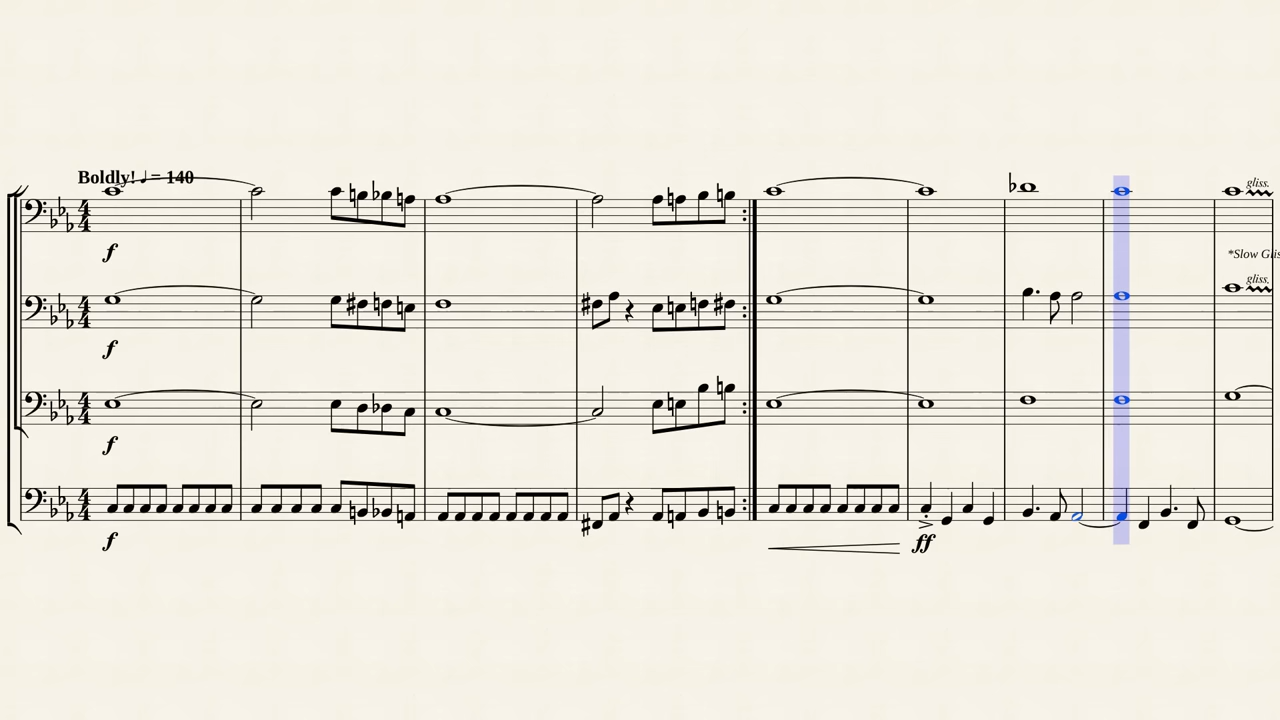 Boldly! ♩ = 140
gliss.
f
*Slow Glis
gliss.
f
f
f
ff